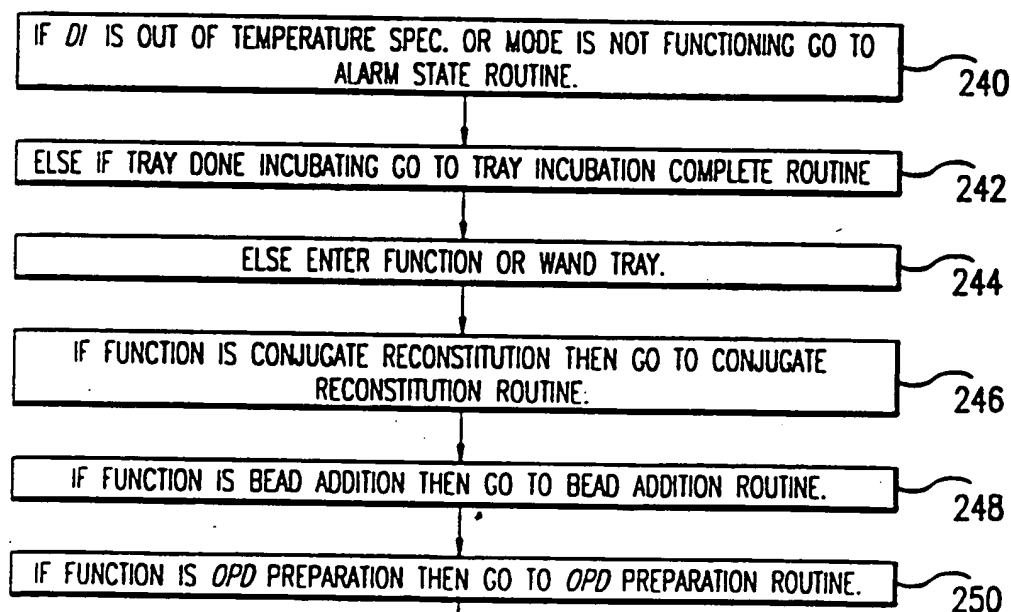 IF DI IS OUT OF TEMPERATURE SPEC. OR MODE IS NOT FUNCTIONING GO TO
ALARM STATE ROUTINE.
240
ELSE IF TRAY DONE INCUBATING GO TO TRAY INCUBATION COMPLETE ROUTINE
242
ELSE ENTER FUNCTION OR WAND TRAY.
244
IF FUNCTION IS CONJUGATE RECONSTITUTION THEN GO TO CONJUGATE
RECONSTITUTION ROUTINE.
246
IF FUNCTION IS BEAD ADDITION THEN GO TO BEAD ADDITION ROUTINE.
248
IF FUNCTION IS OPD PREPARATION THEN GO TO OPD PREPARATION ROUTINE.
250